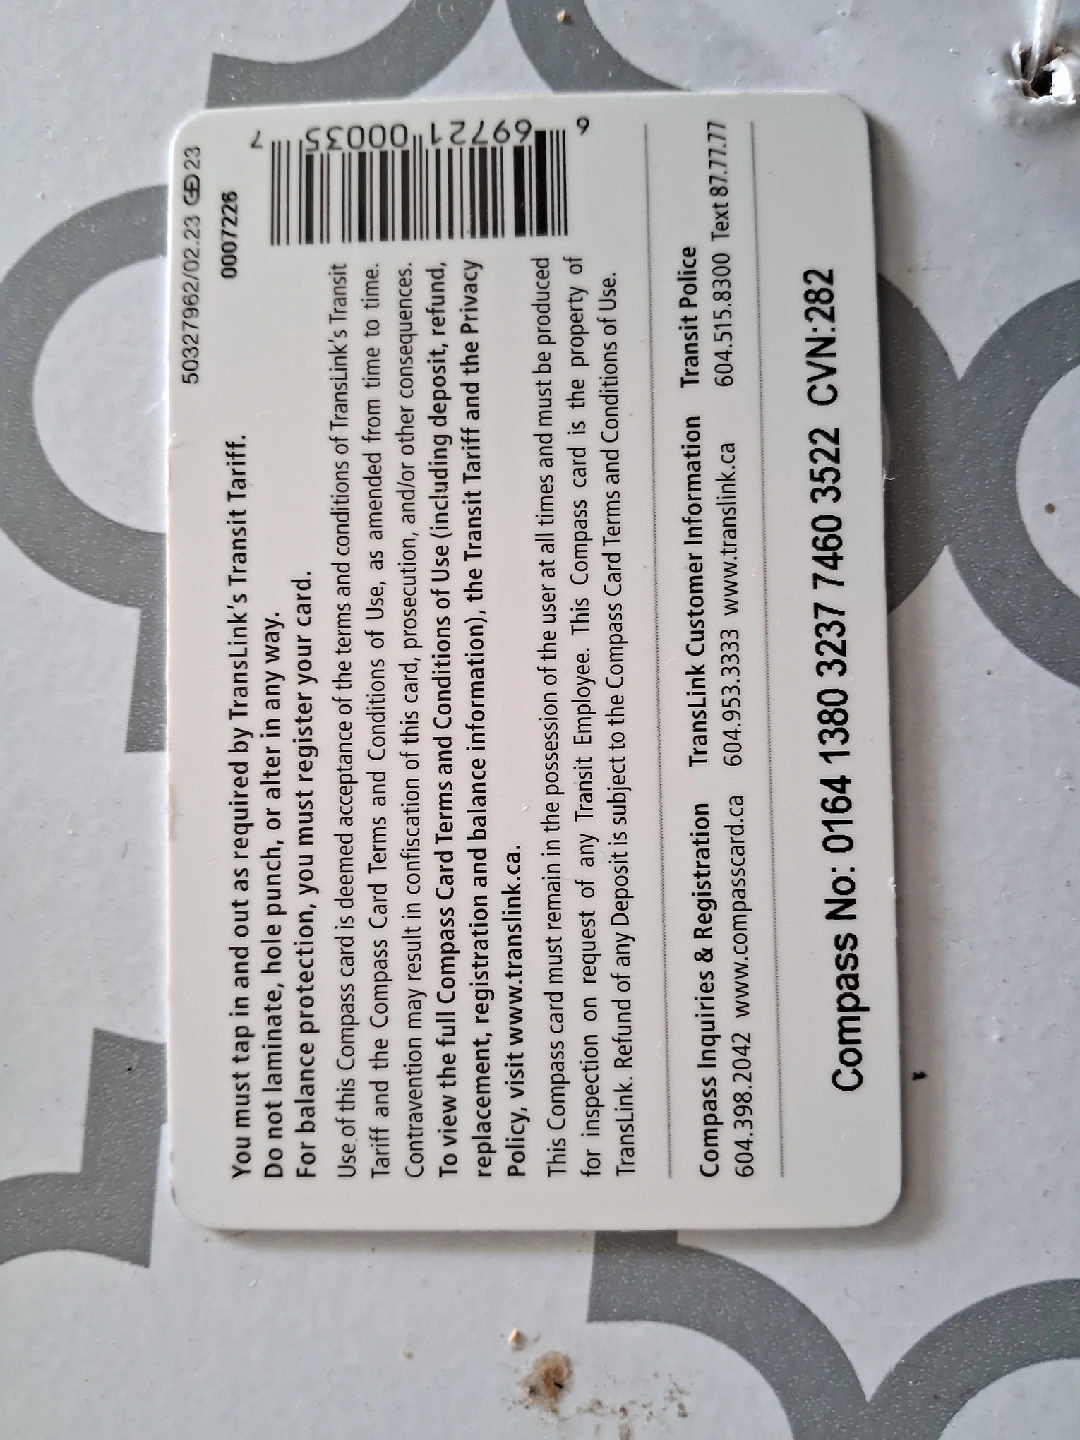 50327962/02.23 GD 23
0007226
You must tap in and out as required by TransLink's Transit Tariff.
Do not laminate, hole punch, or alter in any way.
For balance protection, you must register your card.
Use of this Compass card is deemed acceptance of the terms and conditions of TransLink's Transit
Tariff and the Compass Card Terms and Conditions of Use, as amended from time to time.
Contravention may result in confiscation of this card, prosecution, and/or other consequences.
To view the full Compass Card Terms and Conditions of Use (including deposit, refund,
replacement, registration and balance information), the Transit Tariff and the Privacy
Policy, visit www.translink.ca.
This Compass card must remain in the possession of the user at all times and must be produced
for inspection on request of any Transit Employee. This Compass card is the property of
TransLink. Refund of any Deposit is subject to the Compass Card Terms and Conditions of Use.
6 69721 00035 7
Compass Inquiries & Registration TransLink Customer Information Transit Police
604.398.2042 www.compasscard.ca 604.953.3333 www.translink.ca 604.515.8300 Text 87.77.77
Compass No: 0164 1380 3237 7460 3522 CVN:282